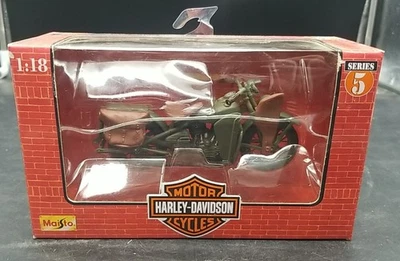 1:18
SERIES
5
MOTOR
HARLEY-DAVIDSON
CYCLES
Maisto